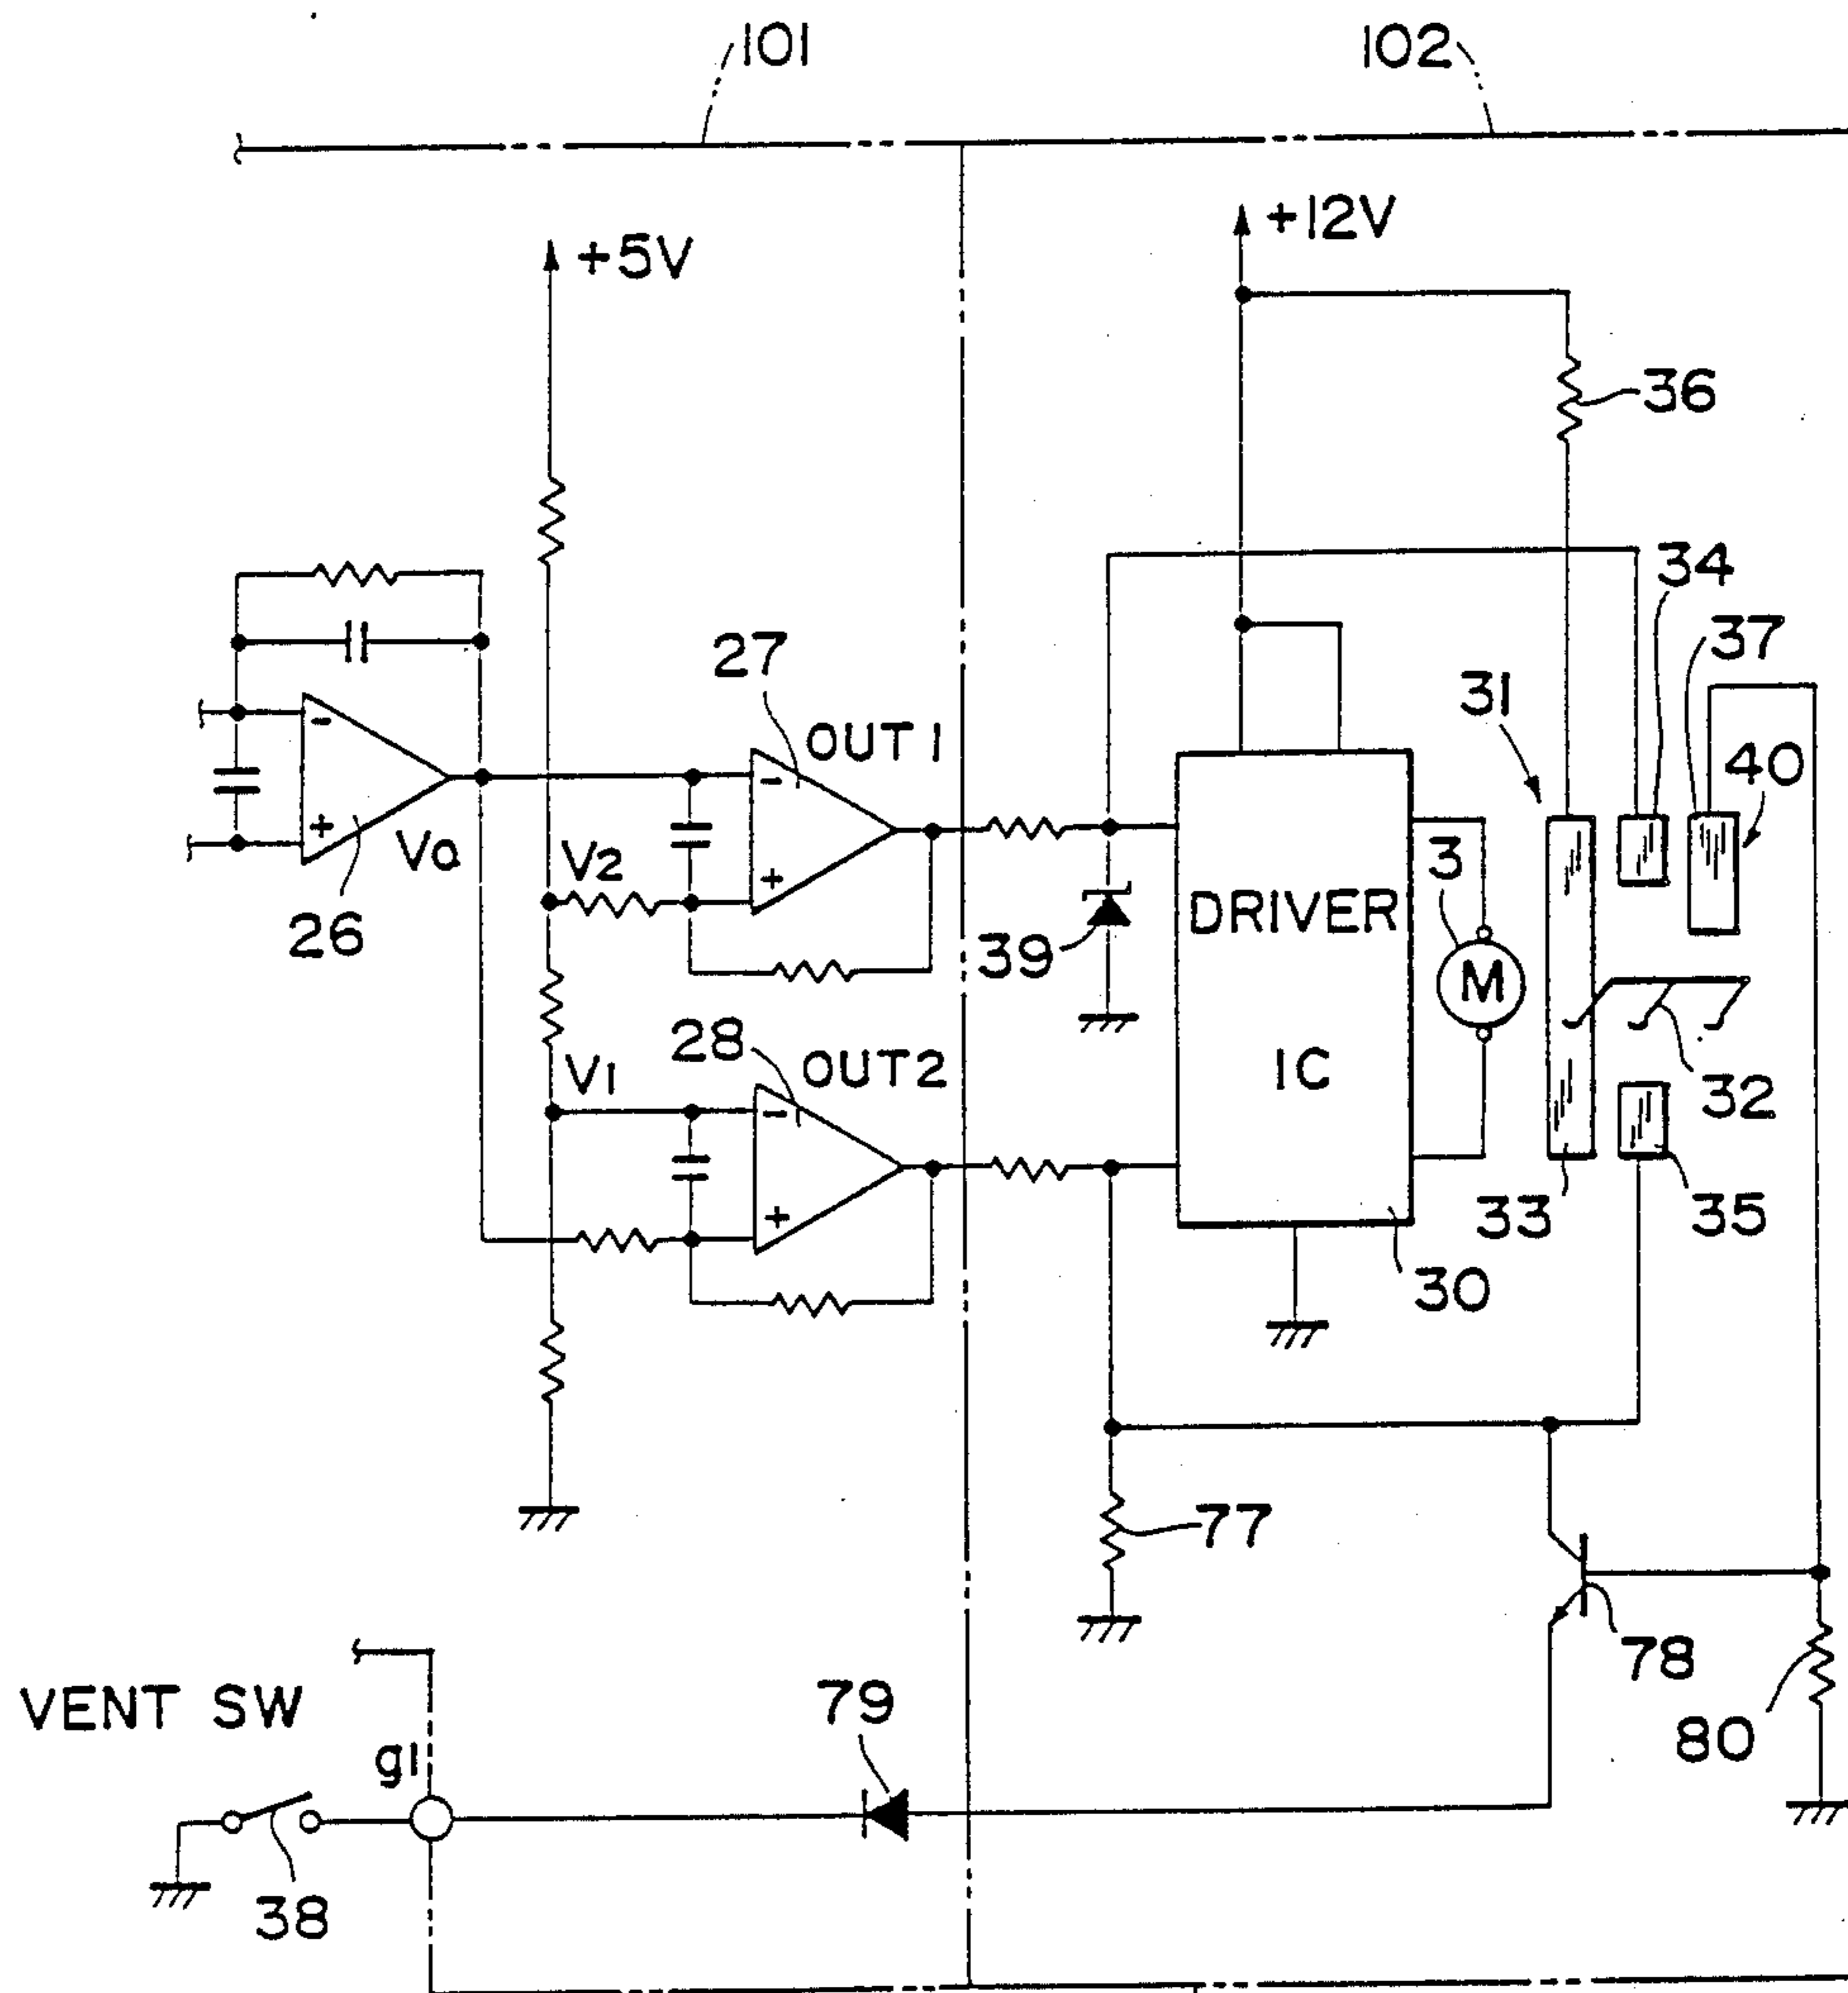 101
102
+5V
+12V
36
34
37
27
31
40
OUT 1
-
-
+
Va
V2
+
3
26
39
DRIVER
M
28
V1
OUT2
IC
32
-
+
33
35
30
77
78
VENT SW
79
80
g1
38